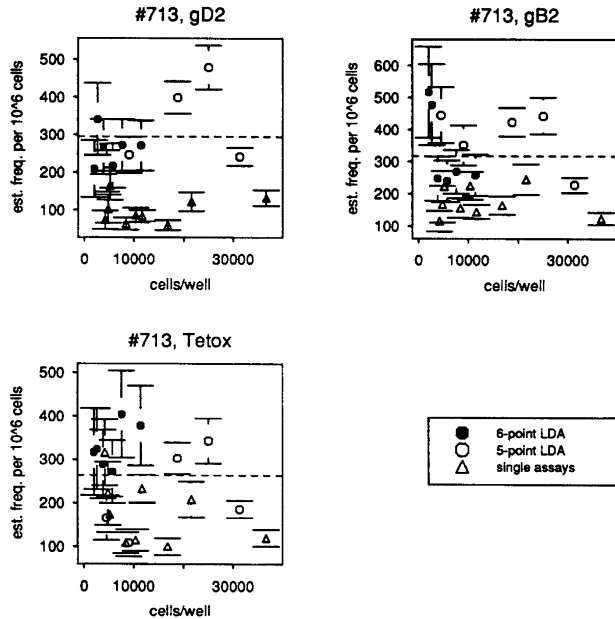 #713, gD2
est. freq. per 10^6 cells
500
400
300
200
100
0
10000
30000
cells/well
#713, gB2
est. freq. per 10^6 cells
600
500
400
300
200
100
0
10000
30000
cells/well
#713, Tetox
est. freq. per 10^6 cells
500
400
300
200
100
0
10000
30000
cells/well
6-point LDA
5-point LDA
single assays